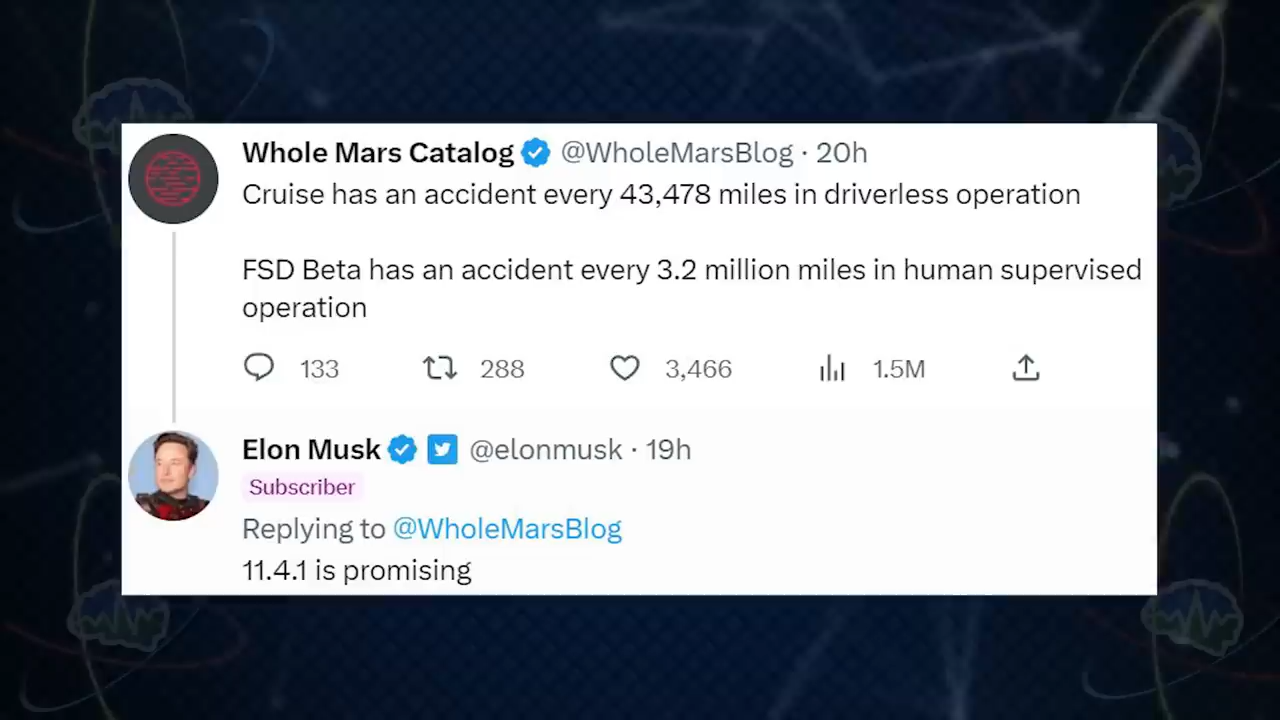 Whole Mars Catalog @WholeMarsBlog · 20h
Cruise has an accident every 43,478 miles in driverless operation
FSD Beta has an accident every 3.2 million miles in human supervised
operation
133 288 3,466 1.5M
Elon Musk @elonmusk · 19h
Subscriber
Replying to @WholeMarsBlog
11.4.1 is promising